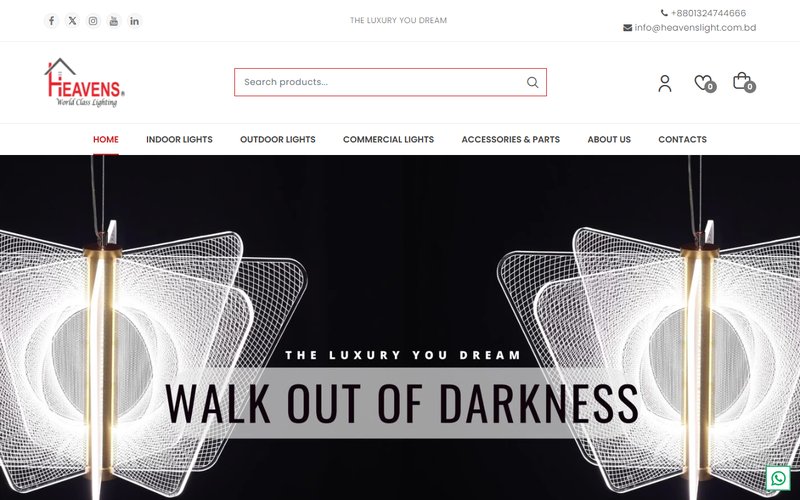 THE LUXURY YOU DREAM
+8801324744666
info@heavenslight.com.bd
HEAVENS®
World Class Lighting
Search products...
0
0
HOME
INDOOR LIGHTS
OUTDOOR LIGHTS
COMMERCIAL LIGHTS
ACCESSORIES & PARTS
ABOUT US
CONTACTS
THE LUXURY YOU DREAM
WALK OUT OF DARKNESS